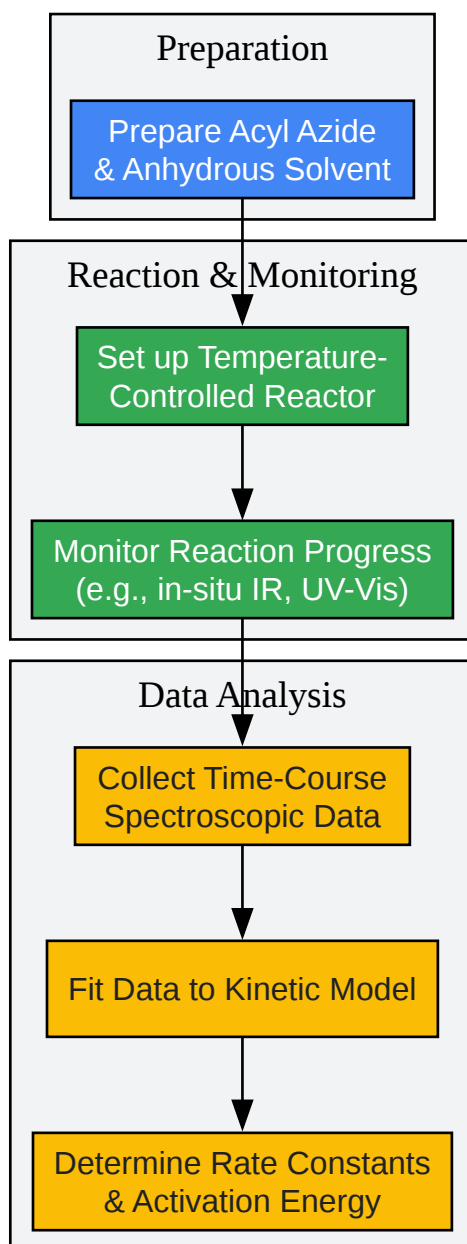 Preparation
Prepare Acyl Azide
& Anhydrous Solvent
Reaction & Monitoring
Set up Temperature-
Controlled Reactor
Monitor Reaction Progress
(e.g., in-situ IR, UV-Vis)
Data Analysis
Collect Time-Course
Spectroscopic Data
Fit Data to Kinetic Model
Determine Rate Constants
& Activation Energy